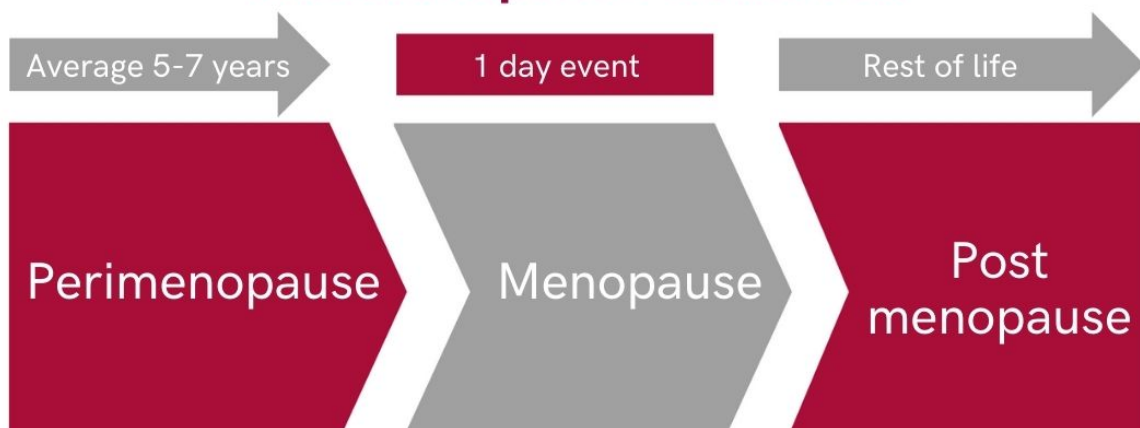 Average 5-7 years
1 day event
Rest of life
Perimenopause
Menopause
Post
menopause